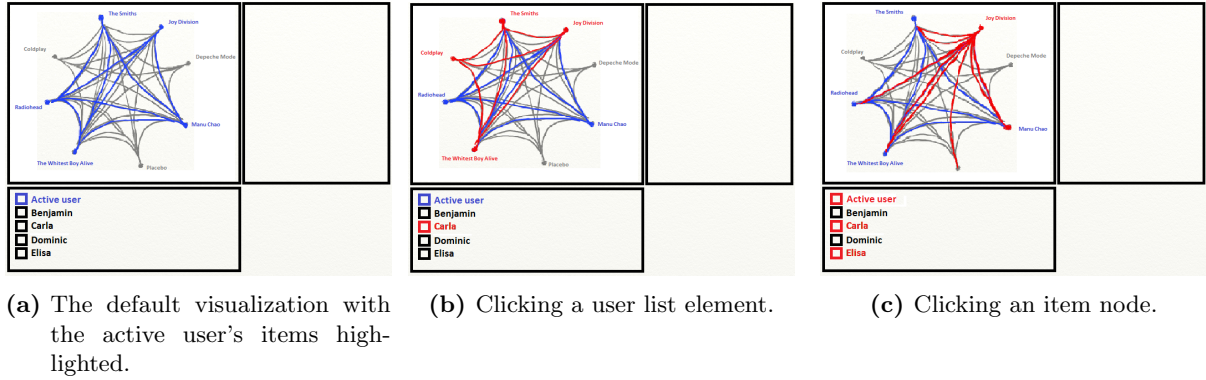 The Smiths
Joy Division
Coldplay
Depeche Mode
Radiohead
Manu Chao
The Whitest Boy Alive
Placebo
Active user
Benjamin
Carla
Dominic
Elisa
(a) The default visualization with
the active user's items high-
lighted.
The Smiths
Joy Division
Coldplay
Depeche Mode
Radiohead
Manu Chao
The Whitest Boy Alive
Placebo
Active user
Benjamin
Carla
Dominic
Elisa
(b) Clicking a user list element.
The Smiths
Joy Division
Coldplay
Depeche Mode
Radiohead
Manu Chao
The Whitest Boy Alive
Active user
Benjamin
Carla
Dominic
Elisa
(c) Clicking an item node.